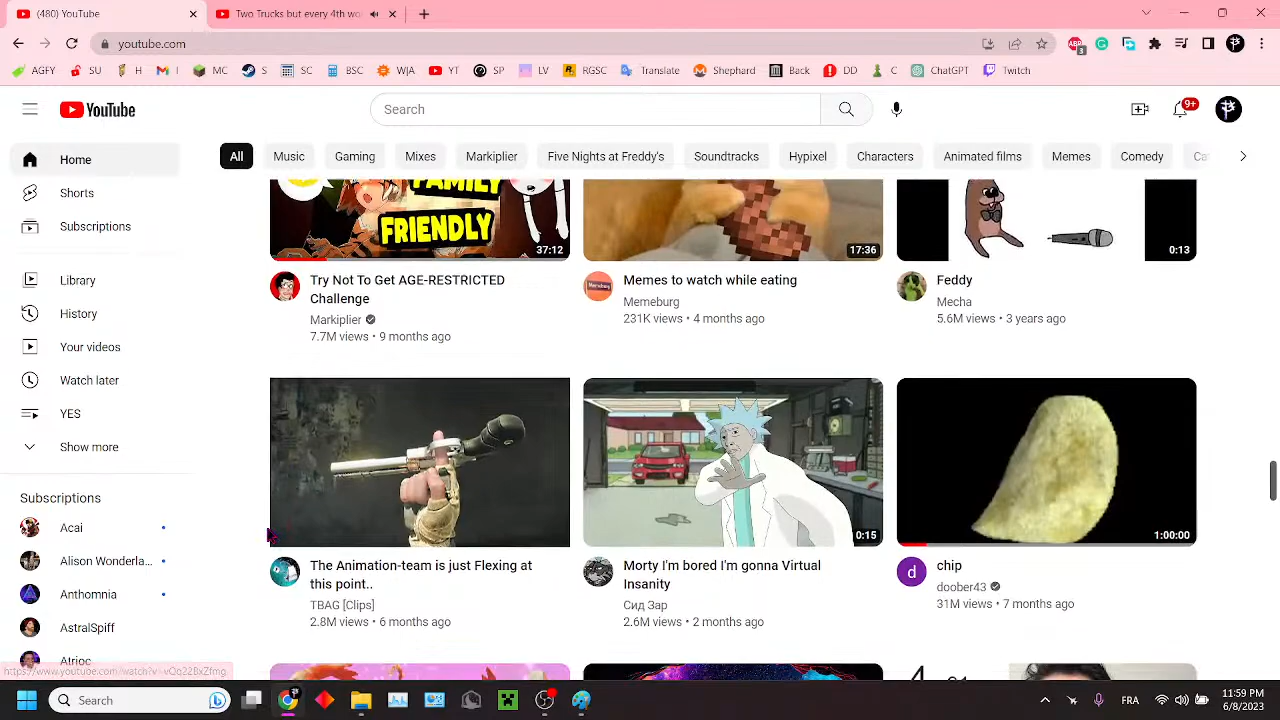 (480) YouTube
Two Trucks but every 4th wo
youtube.com
ABP
3
AGFY
SU
H
I
MC
S
SC
BSC
W|A
YT
SP
LV
RGSC
Translate
Shephard
Back
DD
C
ChatGPT
Twitch
YouTube
Search
9+
Home
Shorts
Subscriptions
Library
History
Your videos
Watch later
YES
Show more
Subscriptions
Acai
Alison Wonderla...
Anthomnia
AstralSpiff
Atrioc
All
Music
Gaming
Mixes
Markiplier
Five Nights at Freddy's
Soundtracks
Hypixel
Characters
Animated films
Memes
Comedy
FAMILY
FRIENDLY
37:12
17:36
0:13
Try Not To Get AGE-RESTRICTED
Challenge
Markiplier
7.7M views • 9 months ago
Memes to watch while eating
Memeburg
231K views • 4 months ago
Feddy
Mecha
5.6M views • 3 years ago
0:15
1:00:00
The Animation-team is just Flexing at
this point..
TBAG [Clips]
2.8M views • 6 months ago
Morty I'm bored I'm gonna Virtual
Insanity
Сид Зар
2.6M views • 2 months ago
d
chip
doober43
31M views • 7 months ago
Search
FRA
11:59 PM
6/8/2023